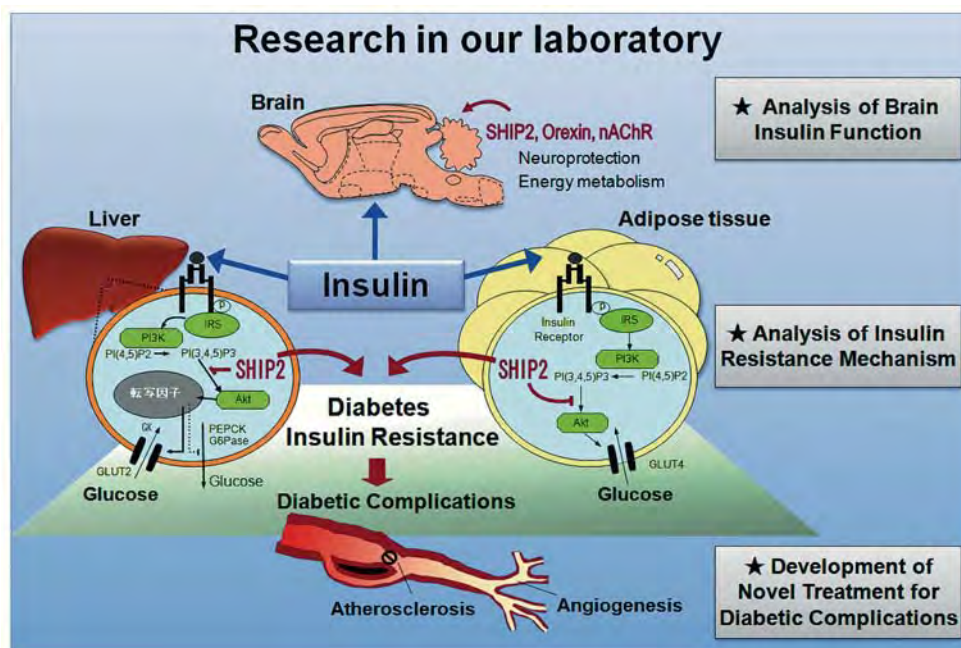 Research in our laboratory
Brain
SHIP2, Orexin, nAChR
Neuroprotection
Energy metabolism
★ Analysis of Brain
Insulin Function
Liver
Insulin
Adipose tissue
P
IRS
PI3K
PI(4,5)P2
PI(3,4,5)P3
SHIP2
転写因子
Akt
GK
PEPCK
G6Pase
GLUT2
Glucose
Glucose
Insulin
Receptor
P
IRS
PI3K
SHIP2
PI(3,4,5)P3
PI(4,5)P2
Akt
GLUT4
Glucose
★ Analysis of Insulin
Resistance Mechanism
Diabetes
Insulin Resistance
Diabetic Complications
Atherosclerosis
Angiogenesis
★ Development of
Novel Treatment for
Diabetic Complications